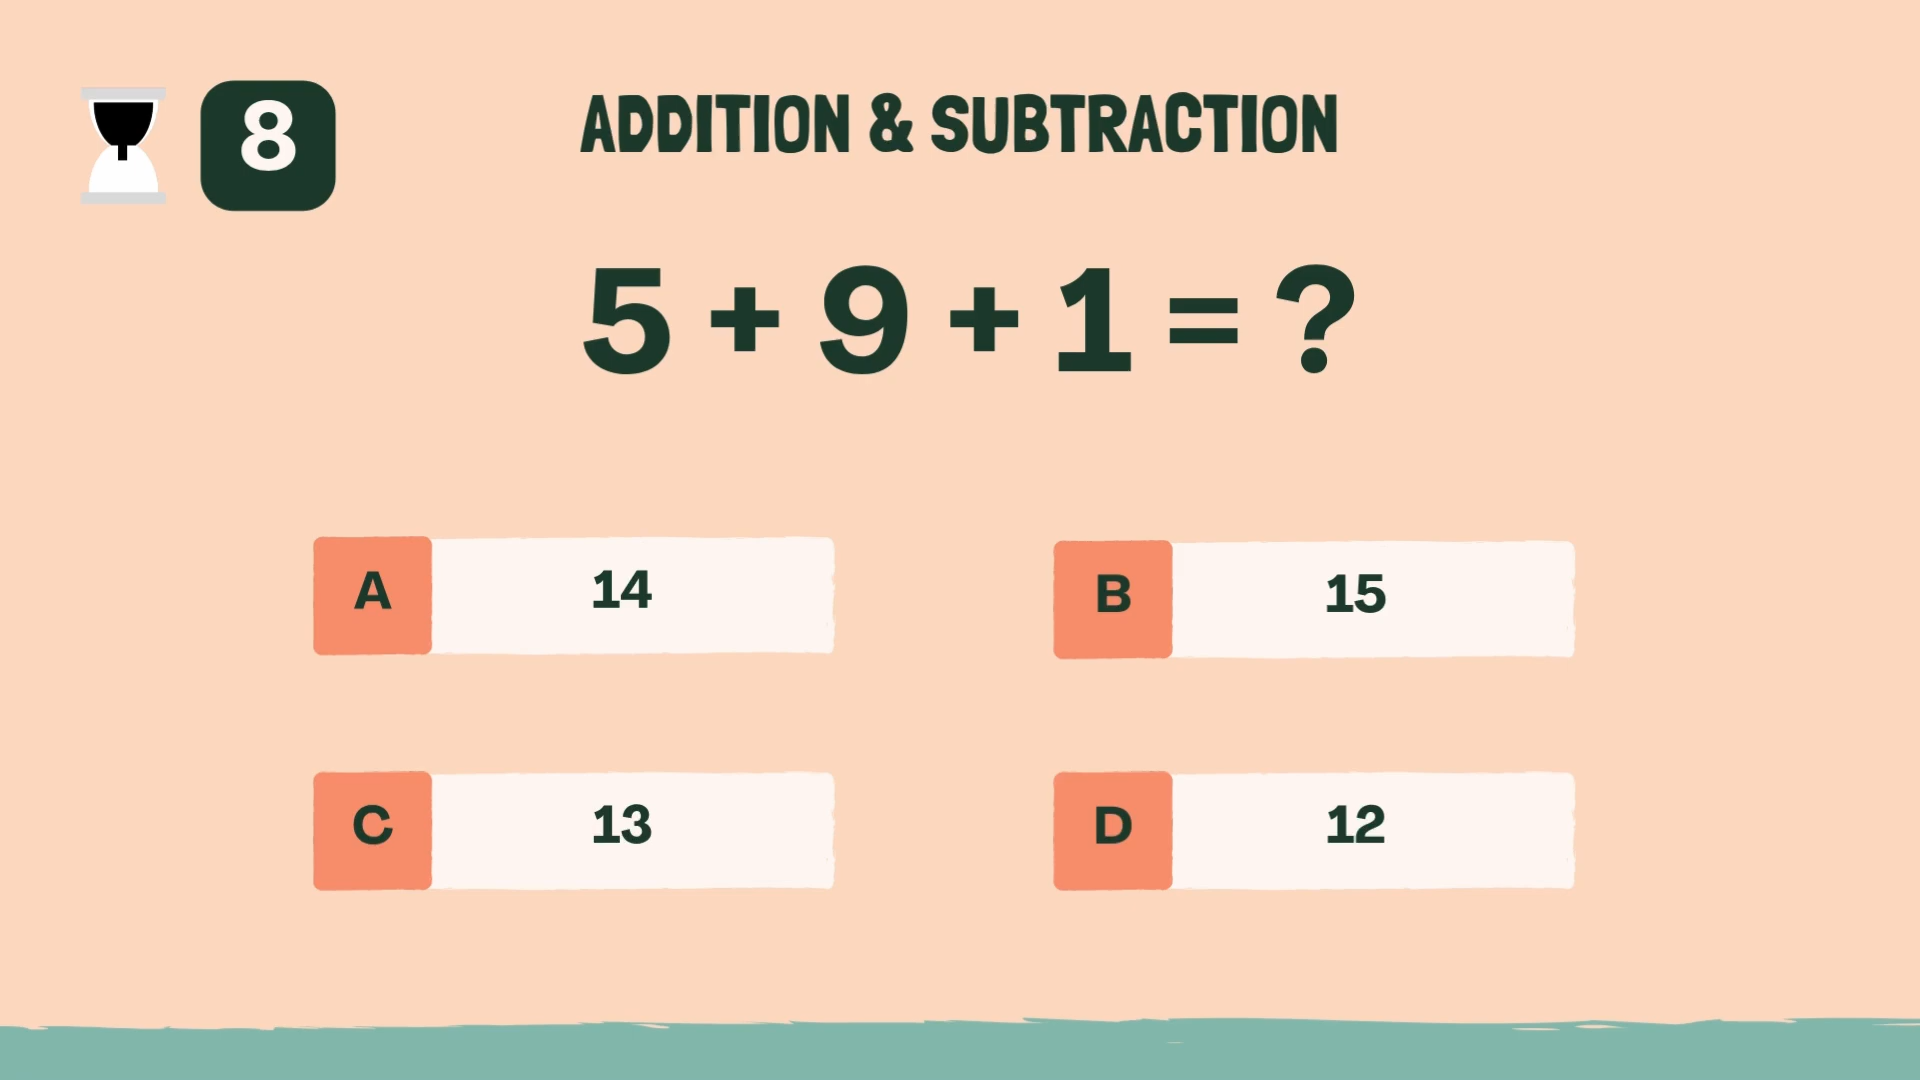 8
ADDITION & SUBTRACTION
5 + 9 + 1 = ?
A 14
B 15
C 13
D 12